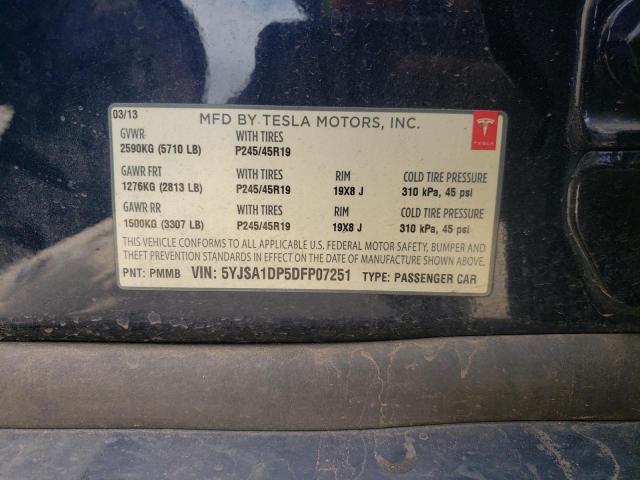 03/13 MFD BY TESLA MOTORS, INC.
GVWR WITH TIRES
2590KG (5710 LB) P245/45R19
GAWR FRT WITH TIRES RIM COLD TIRE PRESSURE
1276KG (2813 LB) P245/45R19 19X8 J 310 kPa, 45 psi
GAWR RR WITH TIRES RIM COLD TIRE PRESSURE
1500KG (3307 LB) P245/45R19 19X8 J 310 kPa, 45 psi
THIS VEHICLE CONFORMS TO ALL APPLICABLE U.S. FEDERAL MOTOR SAFETY, BUMPER AND
THEFT PREVENTION STANDARDS IN EFFECT ON THE DATE OF MANUFACTURE SHOWN ABOVE.
PNT: PMMB VIN: 5YJSA1DP5DFP07251 TYPE: PASSENGER CAR
TESLA